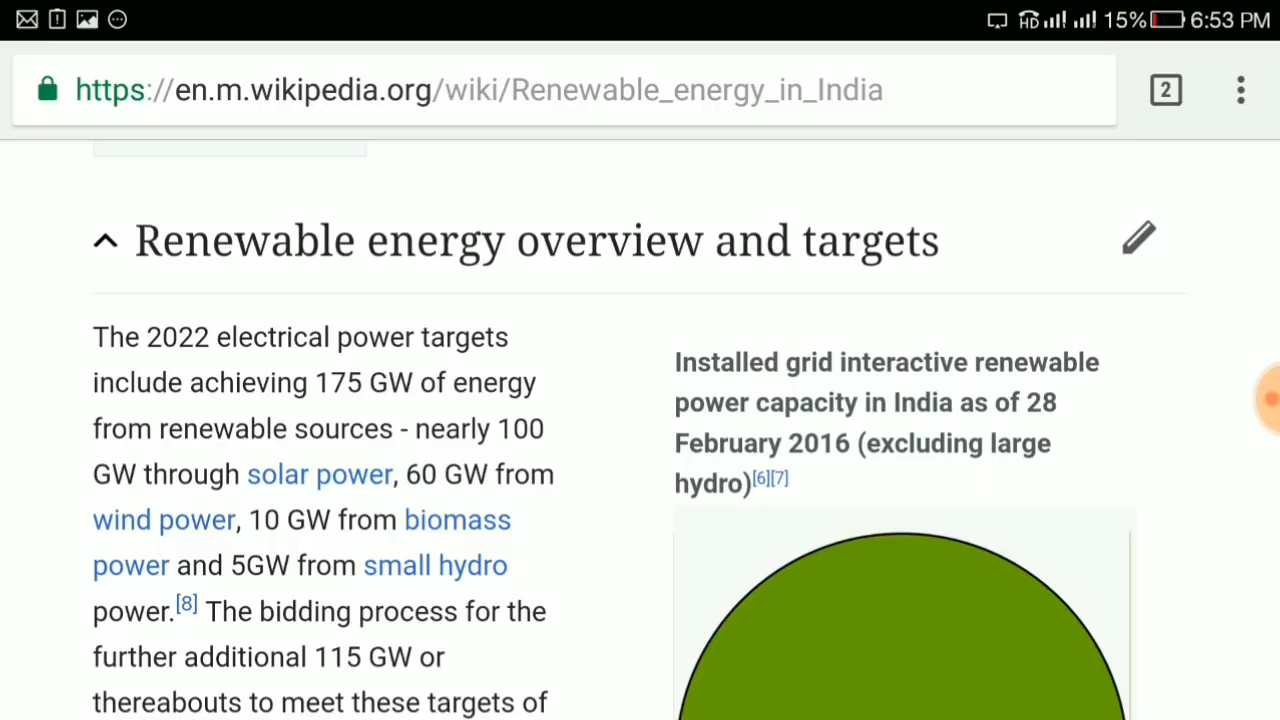 HD 15% 6:53 PM
https://en.m.wikipedia.org/wiki/Renewable_energy_in_India 2
Renewable energy overview and targets
The 2022 electrical power targets
include achieving 175 GW of energy
from renewable sources - nearly 100
GW through solar power, 60 GW from
wind power, 10 GW from biomass
power and 5GW from small hydro
power.[8] The bidding process for the
further additional 115 GW or
thereabouts to meet these targets of
Installed grid interactive renewable
power capacity in India as of 28
February 2016 (excluding large
hydro)[6][7]